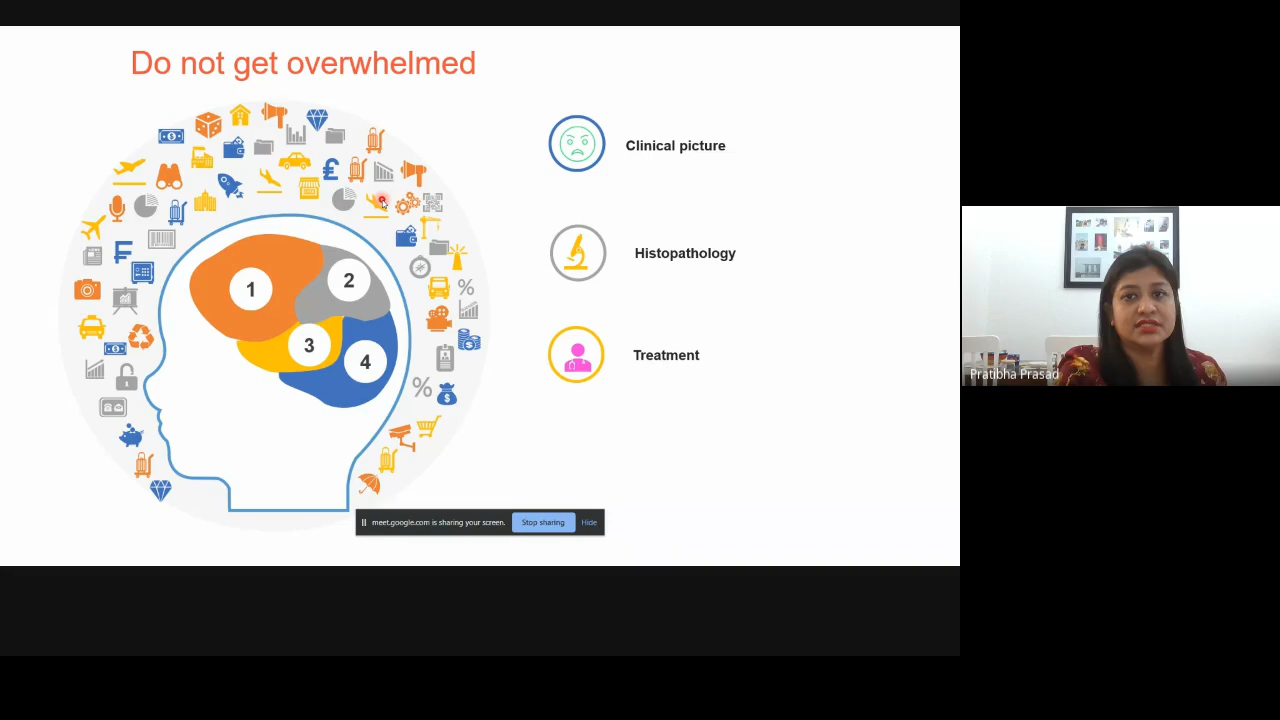 Do not get overwhelmed
Clinical picture
Histopathology
Treatment
1
2
3
4
meet.google.com is sharing your screen.
Stop sharing
Hide
Pratibha Prasad